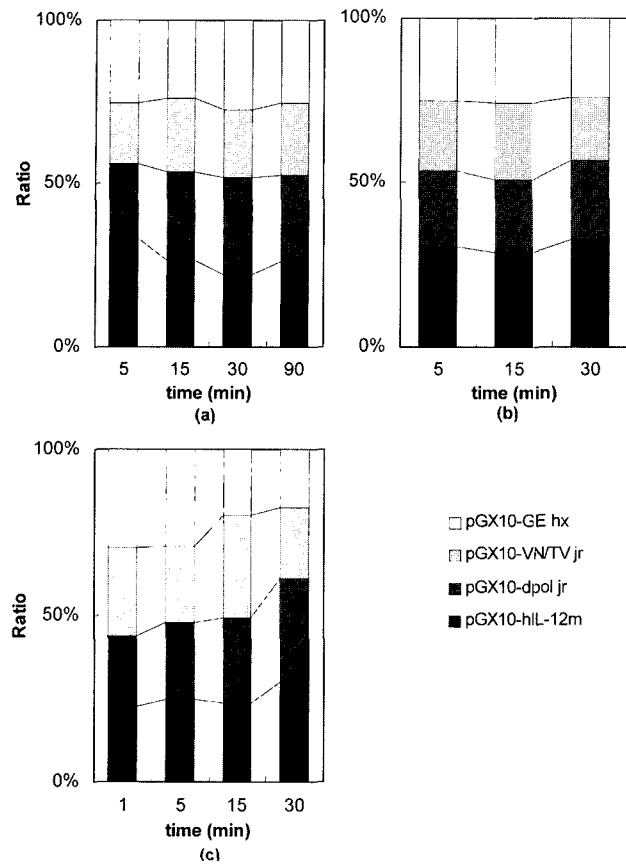 100%
50%
0%
Ratio
5 15 30 90
time (min)
(a)
100%
50%
0%
5 15 30
time (min)
(b)
100%
50%
0%
Ratio
1 5 15 30
time (min)
(c)
pGX10-GE hx
pGX10-VN/TV jr
pGX10-dpol jr
pGX10-hIL-12m